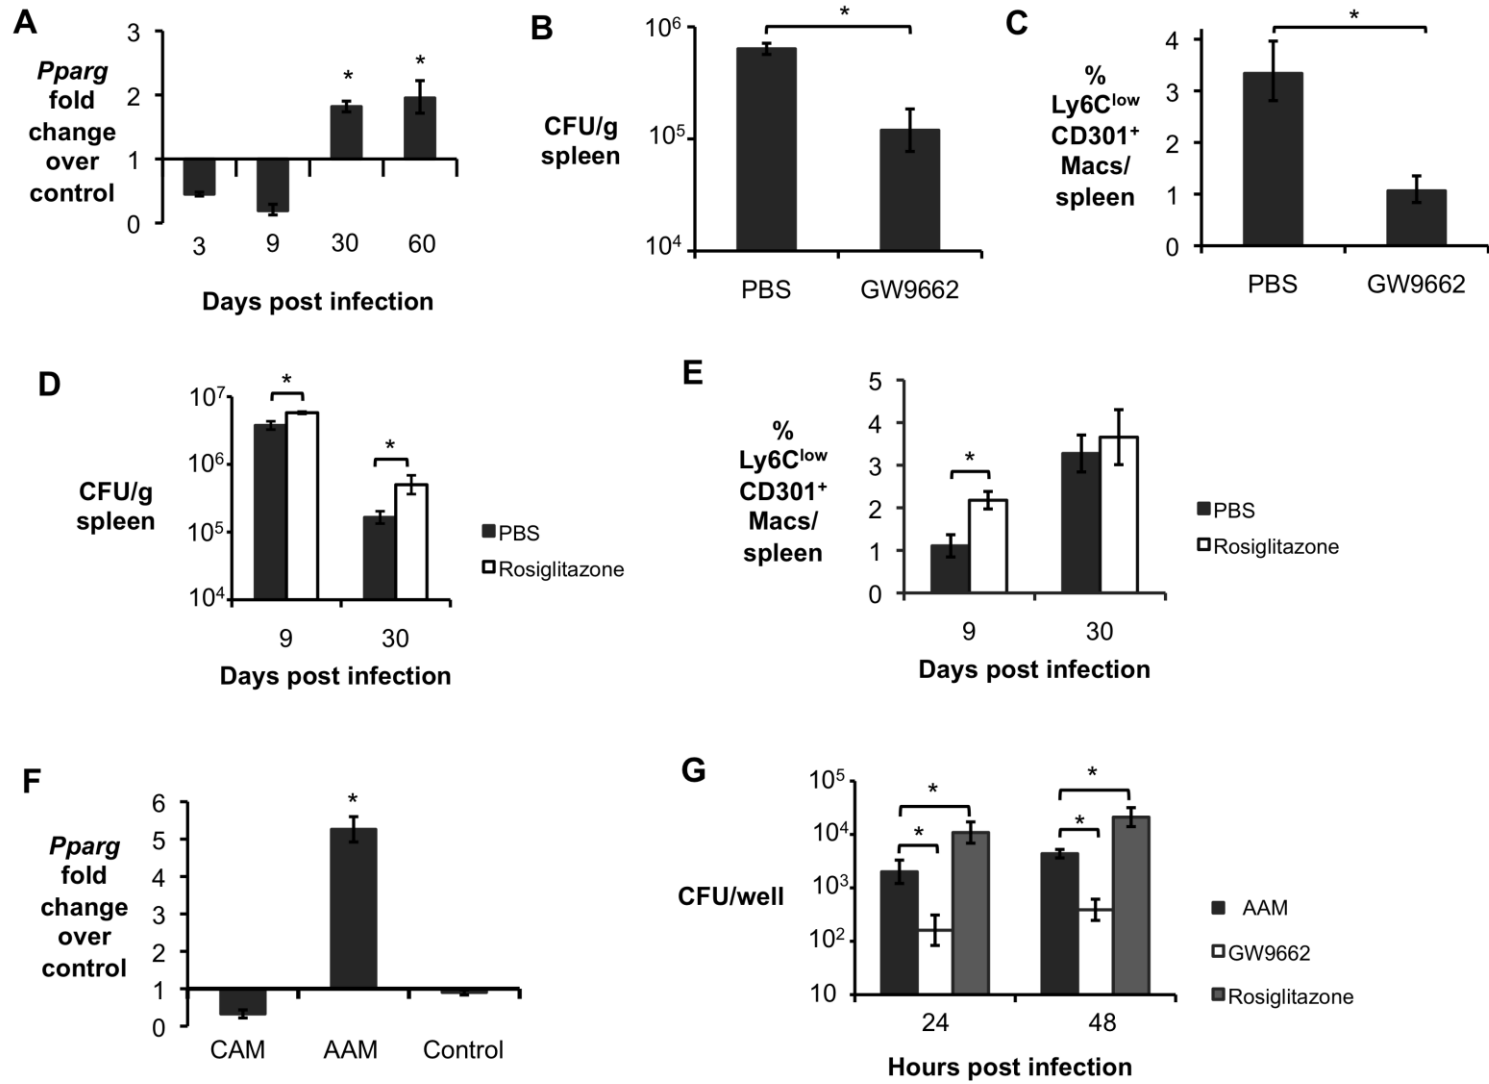 A
Pparg
fold
change
over
control
3
2
1
0
*
*
3 9 30 60
Days post infection
B
CFU/g
spleen
10⁶
10⁵
10⁴
*
PBS GW9662
C
%
Ly6Cˡᵒʷ
CD301⁺
Macs/
spleen
4
3
2
1
0
*
PBS GW9662
D
CFU/g
spleen
10⁷
10⁶
10⁵
10⁴
*
*
9 30
Days post infection
PBS
Rosiglitazone
E
%
Ly6Cˡᵒʷ
CD301⁺
Macs/
spleen
5
4
3
2
1
0
*
9 30
Days post infection
PBS
Rosiglitazone
F
Pparg
fold
change
over
control
6
5
4
3
2
1
0
*
CAM AAM Control
G
CFU/well
10⁵
10⁴
10³
10²
10
*
*
*
*
24 48
Hours post infection
AAM
GW9662
Rosiglitazone